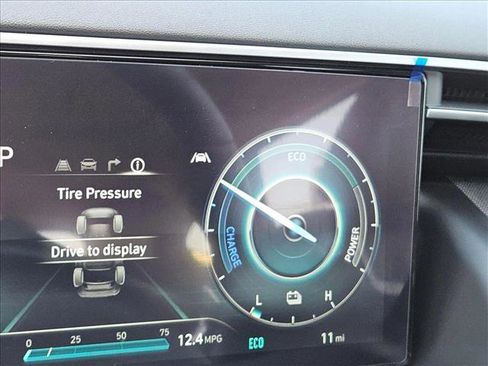 P
i
Tire Pressure
Drive to display
ECO
CHARGE
POWER
L H
0 25 50 75
12.4 MPG
ECO
11 mi